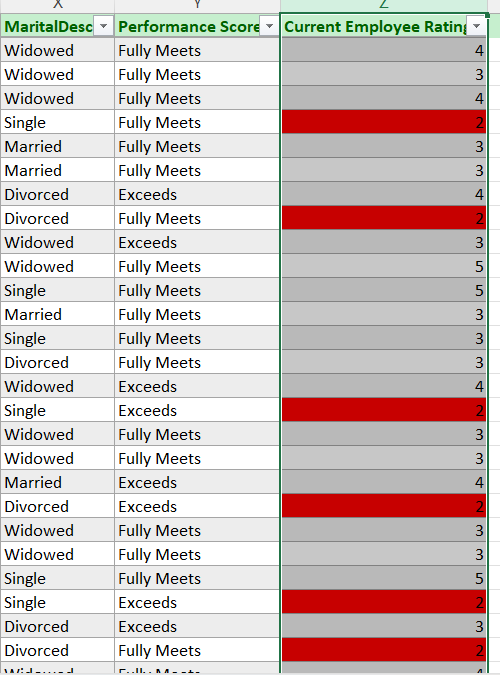 X Y Z
MaritalDesc Performance Score Current Employee Rating
Widowed Fully Meets 4
Widowed Fully Meets 3
Widowed Fully Meets 4
Single Fully Meets 2
Married Fully Meets 3
Married Fully Meets 3
Divorced Exceeds 4
Divorced Fully Meets 2
Widowed Exceeds 3
Widowed Fully Meets 5
Single Fully Meets 5
Married Fully Meets 3
Single Fully Meets 3
Divorced Fully Meets 3
Widowed Exceeds 4
Single Exceeds 2
Widowed Fully Meets 3
Widowed Fully Meets 3
Married Exceeds 4
Divorced Exceeds 2
Widowed Fully Meets 3
Widowed Fully Meets 3
Single Fully Meets 5
Single Exceeds 2
Divorced Exceeds 3
Divorced Fully Meets 2
Widowed Fully Meets 4